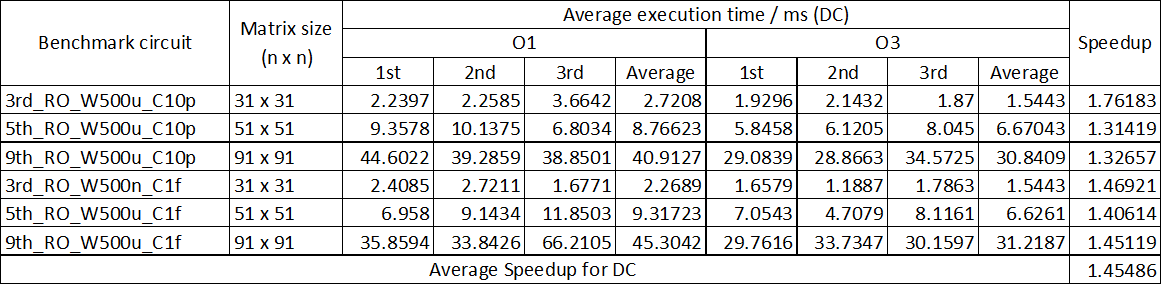 Benchmark circuit Matrix size (n x n) Average execution time / ms (DC) Speedup
O1 O3
1st 2nd 3rd Average 1st 2nd 3rd Average
3rd_RO_W500u_C10p 31 x 31 2.2397 2.2585 3.6642 2.7208 1.9296 2.1432 1.87 1.5443 1.76183
5th_RO_W500u_C10p 51 x 51 9.3578 10.1375 6.8034 8.76623 5.8458 6.1205 8.045 6.67043 1.31419
9th_RO_W500u_C10p 91 x 91 44.6022 39.2859 38.8501 40.9127 29.0839 28.8663 34.5725 30.8409 1.32657
3rd_RO_W500n_C1f 31 x 31 2.4085 2.7211 1.6771 2.2689 1.6579 1.1887 1.7863 1.5443 1.46921
5th_RO_W500u_C1f 51 x 51 6.958 9.1434 11.8503 9.31723 7.0543 4.7079 8.1161 6.6261 1.40614
9th_RO_W500u_C1f 91 x 91 35.8594 33.8426 66.2105 45.3042 29.7616 33.7347 30.1597 31.2187 1.45119
Average Speedup for DC 1.45486